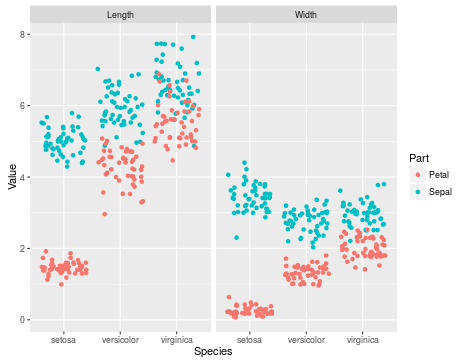 Length Width
Value
8
6
4
2
0
setosa versicolor virginica setosa versicolor virginica
Species
Part
Petal
Sepal